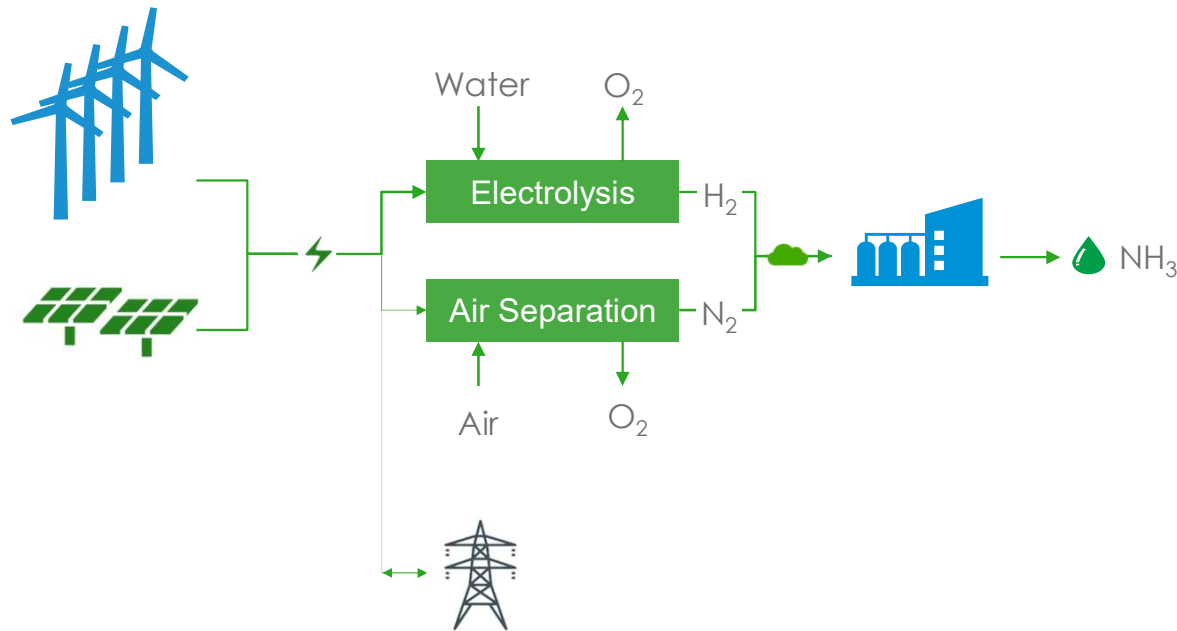 Water
O₂
Electrolysis
H₂
Air Separation
N₂
NH₃
Air
O₂